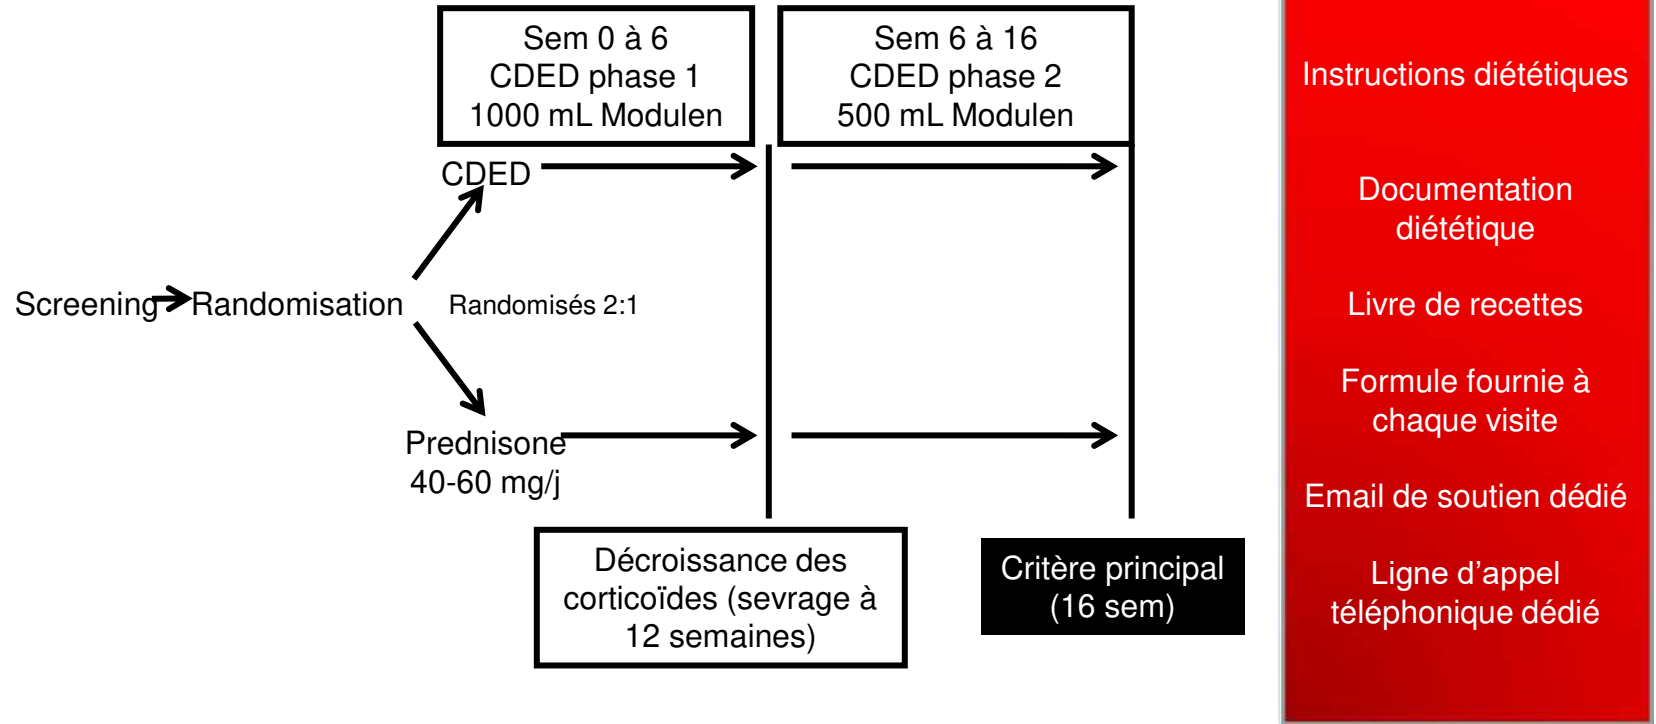 Sem 0 à 6
CDED phase 1
1000 mL Modulen
Sem 6 à 16
CDED phase 2
500 mL Modulen
CDED
Screening
Randomisation
Randomisés 2:1
Prednisone
40-60 mg/j
Décroissance des
corticoïdes (sevrage à
12 semaines)
Critère principal
(16 sem)
Instructions diététiques
Documentation
diététique
Livre de recettes
Formule fournie à
chaque visite
Email de soutien dédié
Ligne d’appel
téléphonique dédié